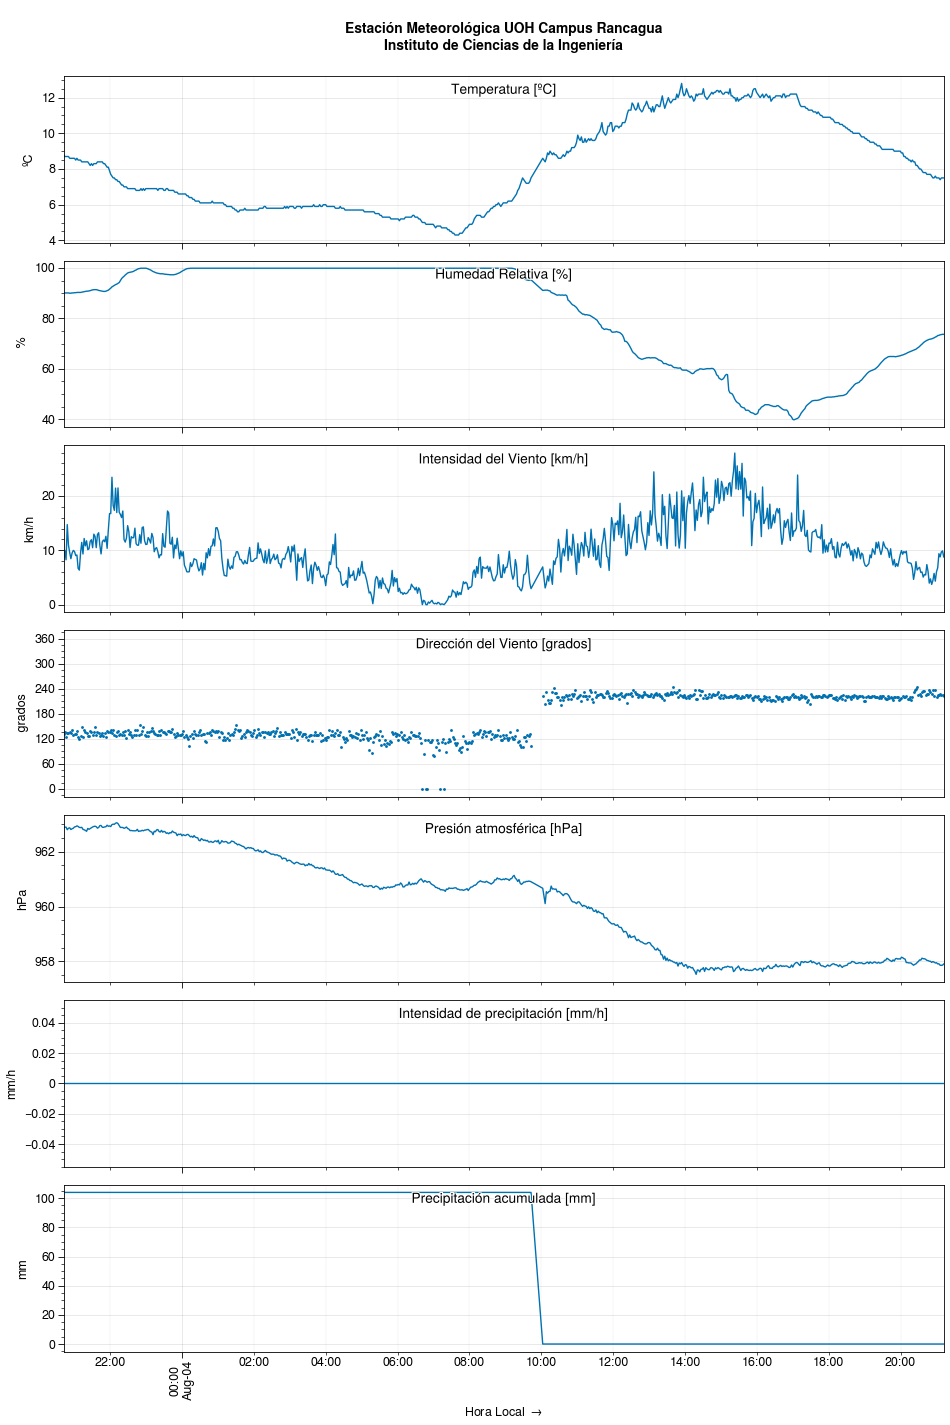 Estación Meteorológica UOH Campus Rancagua
Instituto de Ciencias de la Ingeniería
Temperatura [ºC]
ºC
12
10
8
6
4
Humedad Relativa [%]
%
100
80
60
40
Intensidad del Viento [km/h]
km/h
20
10
0
Dirección del Viento [grados]
grados
360
300
240
180
120
60
0
Presión atmosférica [hPa]
hPa
962
960
958
Intensidad de precipitación [mm/h]
mm/h
0.04
0.02
0
−0.02
−0.04
Precipitación acumulada [mm]
mm
100
80
60
40
20
0
22:00
00:00
Aug-04
02:00
04:00
06:00
08:00
10:00
12:00
14:00
16:00
18:00
20:00
Hora Local →